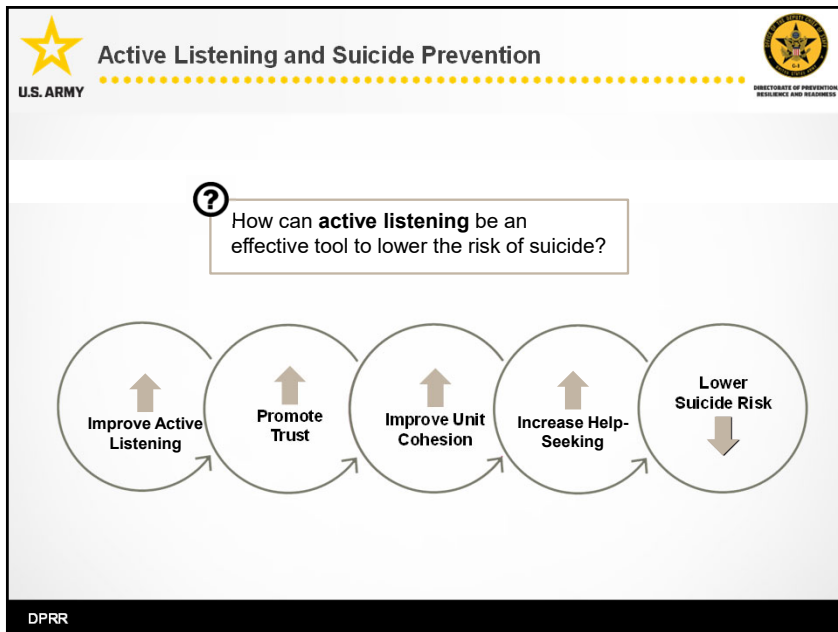 Active Listening and Suicide Prevention
U.S. ARMY
DIRECTORATE OF PREVENTION,
RESILIENCE AND READINESS
?
How can active listening be an
effective tool to lower the risk of suicide?
Improve Active
Listening
Promote
Trust
Improve Unit
Cohesion
Increase Help-
Seeking
Lower
Suicide Risk
DPRR